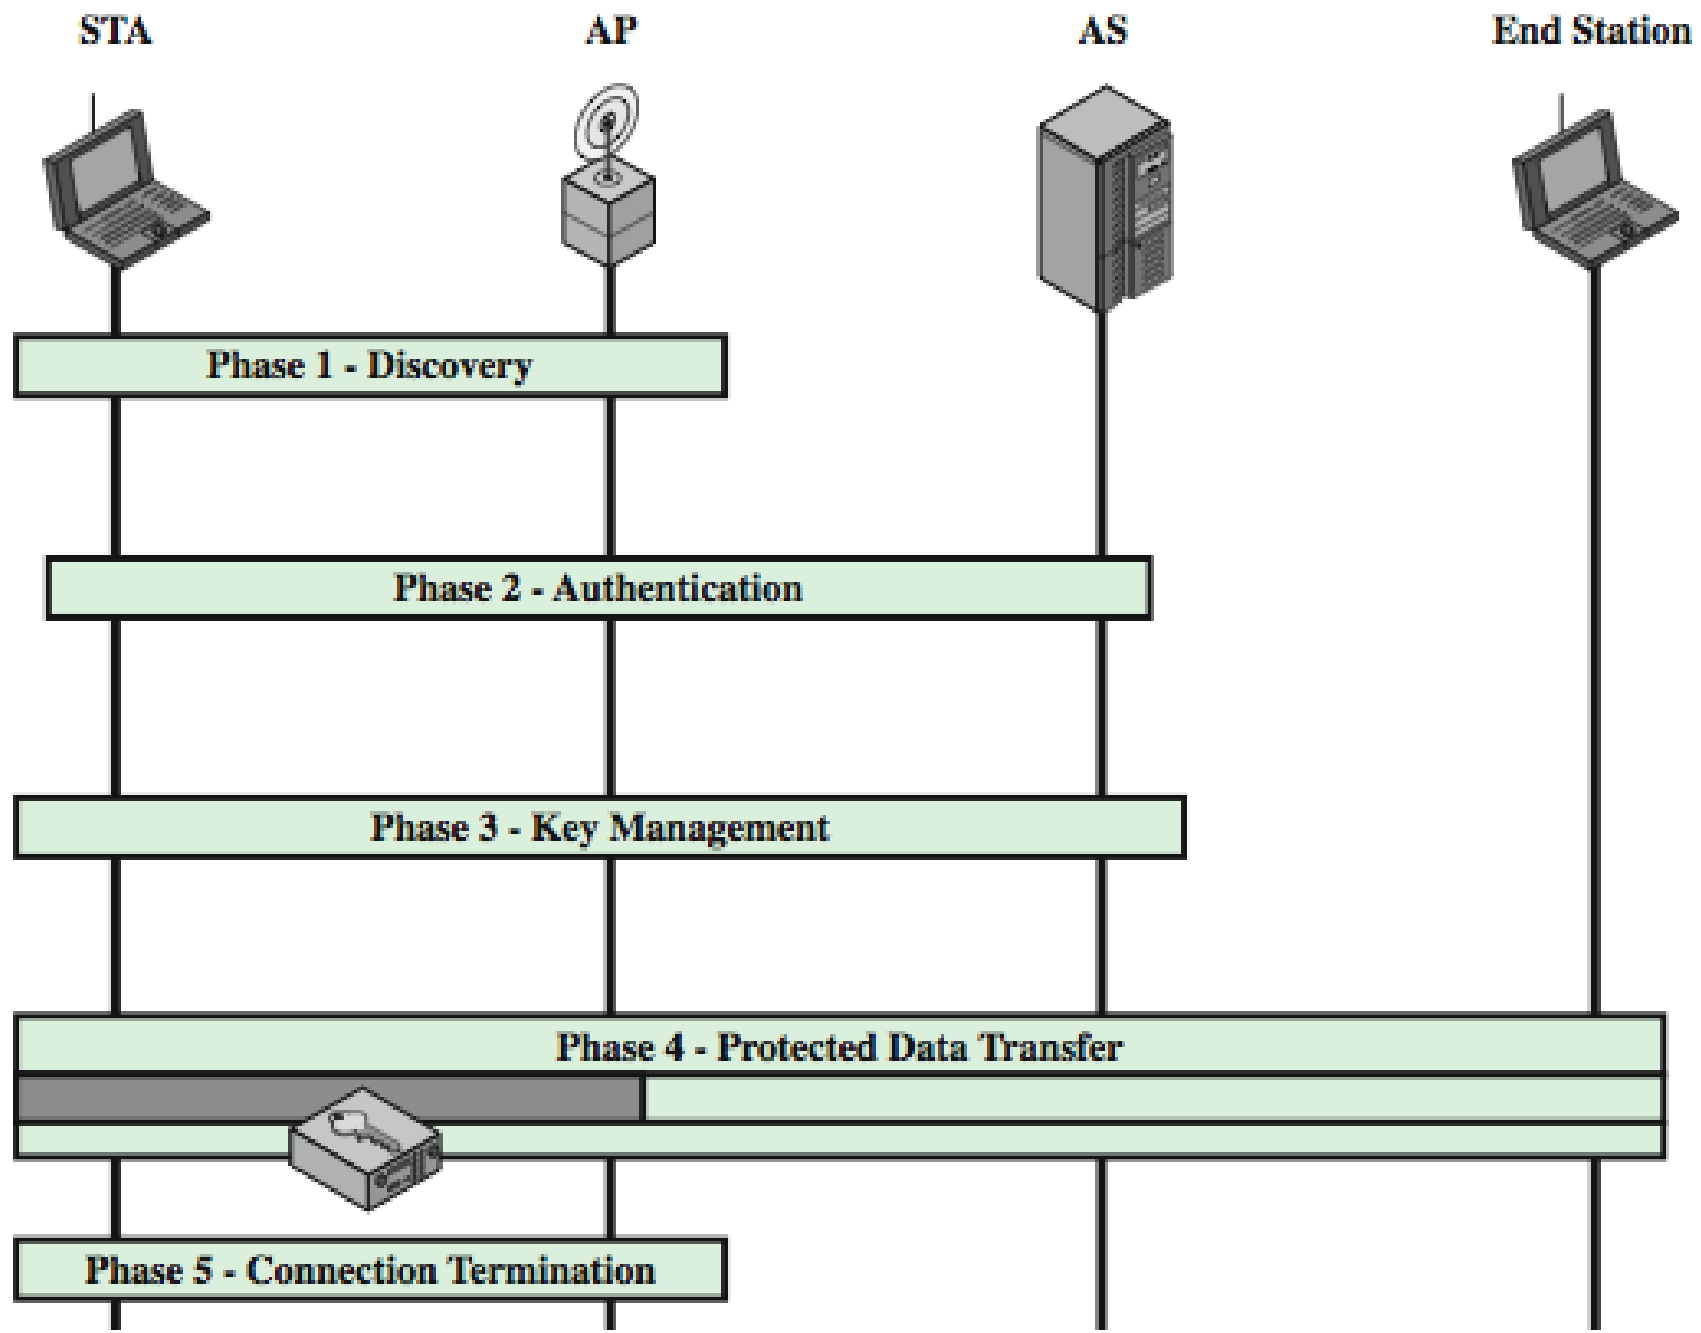 STA AP AS End Station
Phase 1 - Discovery
Phase 2 - Authentication
Phase 3 - Key Management
Phase 4 - Protected Data Transfer
Phase 5 - Connection Termination